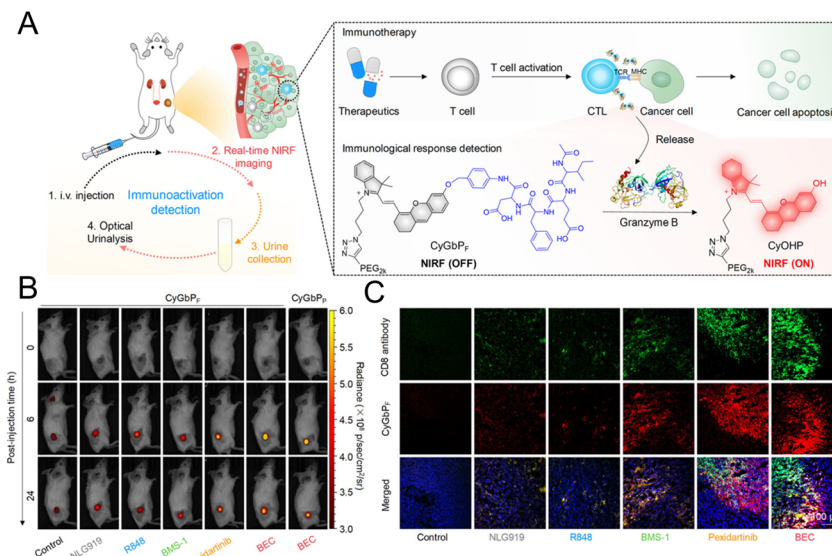 A
Immunotherapy
T cell activation
TCR
MHC
Therapeutics
T cell
CTL
Cancer cell
Cancer cell apoptosi
2. Real-time NIRF
imaging
1. i.v. injection
Immunoactivation
detection
4. Optical
Urinalysis
3. Urine
collection
Immunological response detection
Release
Granzyme B
CyGbPF
NIRF (OFF)
PEG2k
CyOHP
NIRF (ON)
PEG2k
O
NH
HN
OH
N
N=N
B
CyGbPF
CyGbPP
Post-injection time (h)
0
6
24
6.0
5.5
5.0
4.5
4.0
3.5
3.0
Radiance (×10⁸ p/sec/cm²/sr)
Control
NLG919
R848
BMS-1
xidartinib
BEC
BEC
C
CD8 antibody
CyGbPF
Merged
Control
NLG919
R848
BMS-1
Pexidartinib
BEC